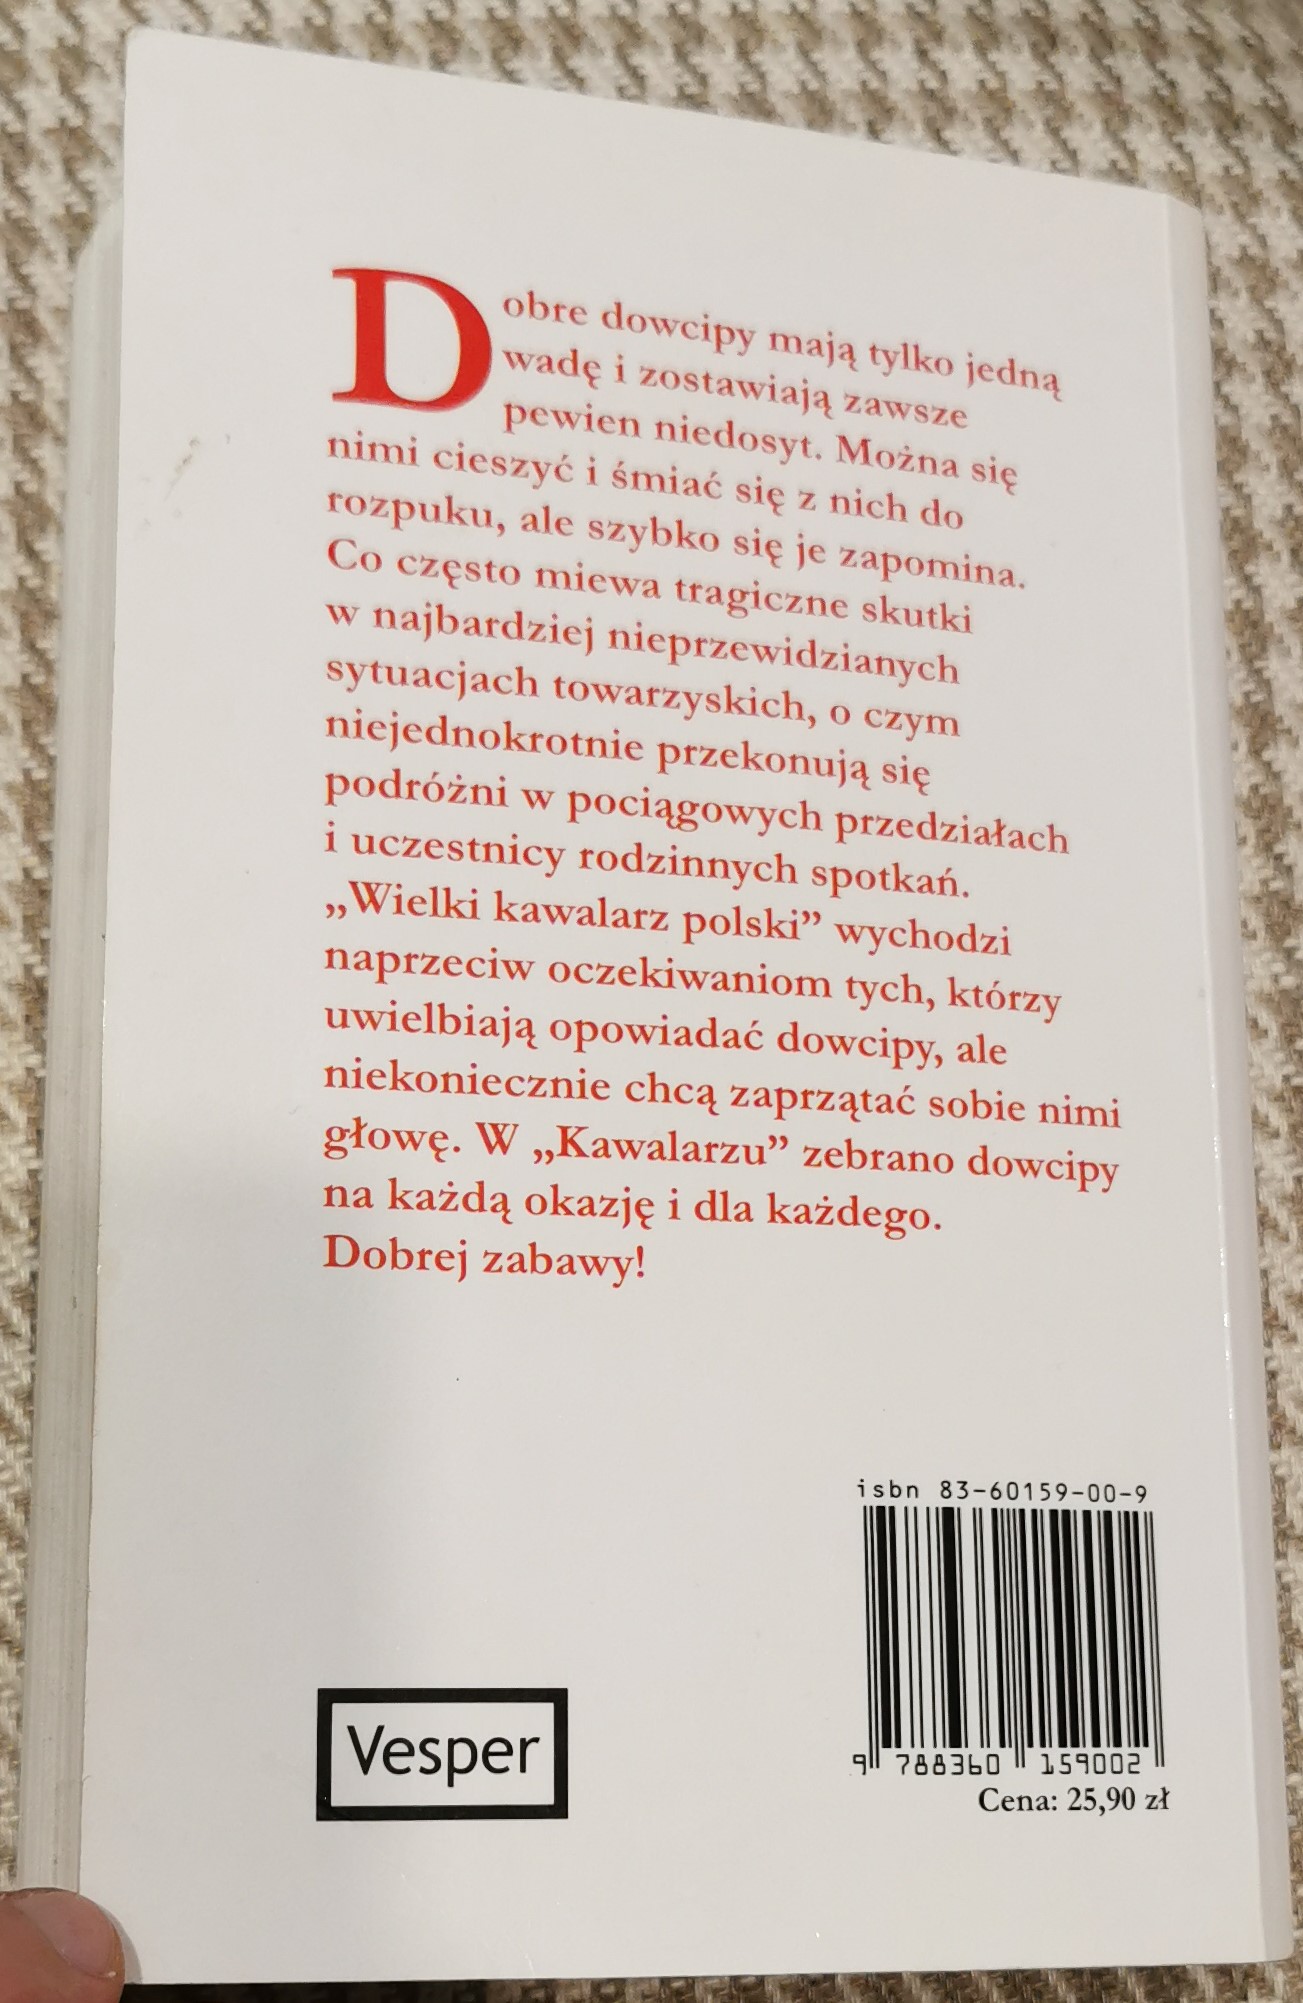 Dobre dowcipy mają tylko jedną
wadę i zostawiają zawsze
pewien niedosyt. Można się
nimi cieszyć i śmiać się z nich do
rozpuku, ale szybko się je zapomina.
Co często miewa tragiczne skutki
w najbardziej nieprzewidzianych
sytuacjach towarzyskich, o czym
niejednokrotnie przekonują się
podróżni w pociągowych przedziałach
i uczestnicy rodzinnych spotkań.
„Wielki kawalarz polski” wychodzi
naprzeciw oczekiwaniom tych, którzy
uwielbiają opowiadać dowcipy, ale
niekoniecznie chcą zaprzątać sobie nimi
głowę. W „Kawalarzu” zebrano dowcipy
na każdą okazję i dla każdego.
Dobrej zabawy!
isbn 83-60159-00-9
9 788360 159002
Cena: 25,90 zł
Vesper